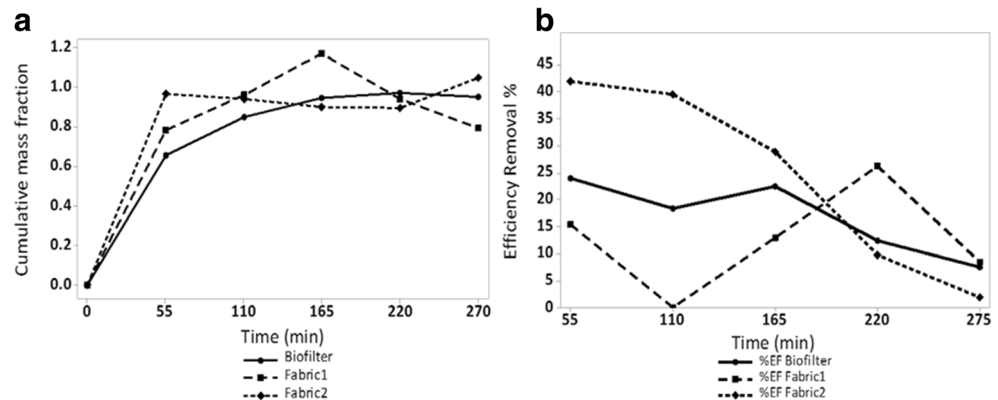 a
Cumulative mass fraction
1.2
1.0
0.8
0.6
0.4
0.2
0.0
0 55 110 165 220 270
Time (min)
Biofilter
Fabric1
Fabric2
b
Efficiency Removal %
45
40
35
30
25
20
15
10
5
0
55 110 165 220 275
Time (min)
%EF Biofilter
%EF Fabric1
%EF Fabric2